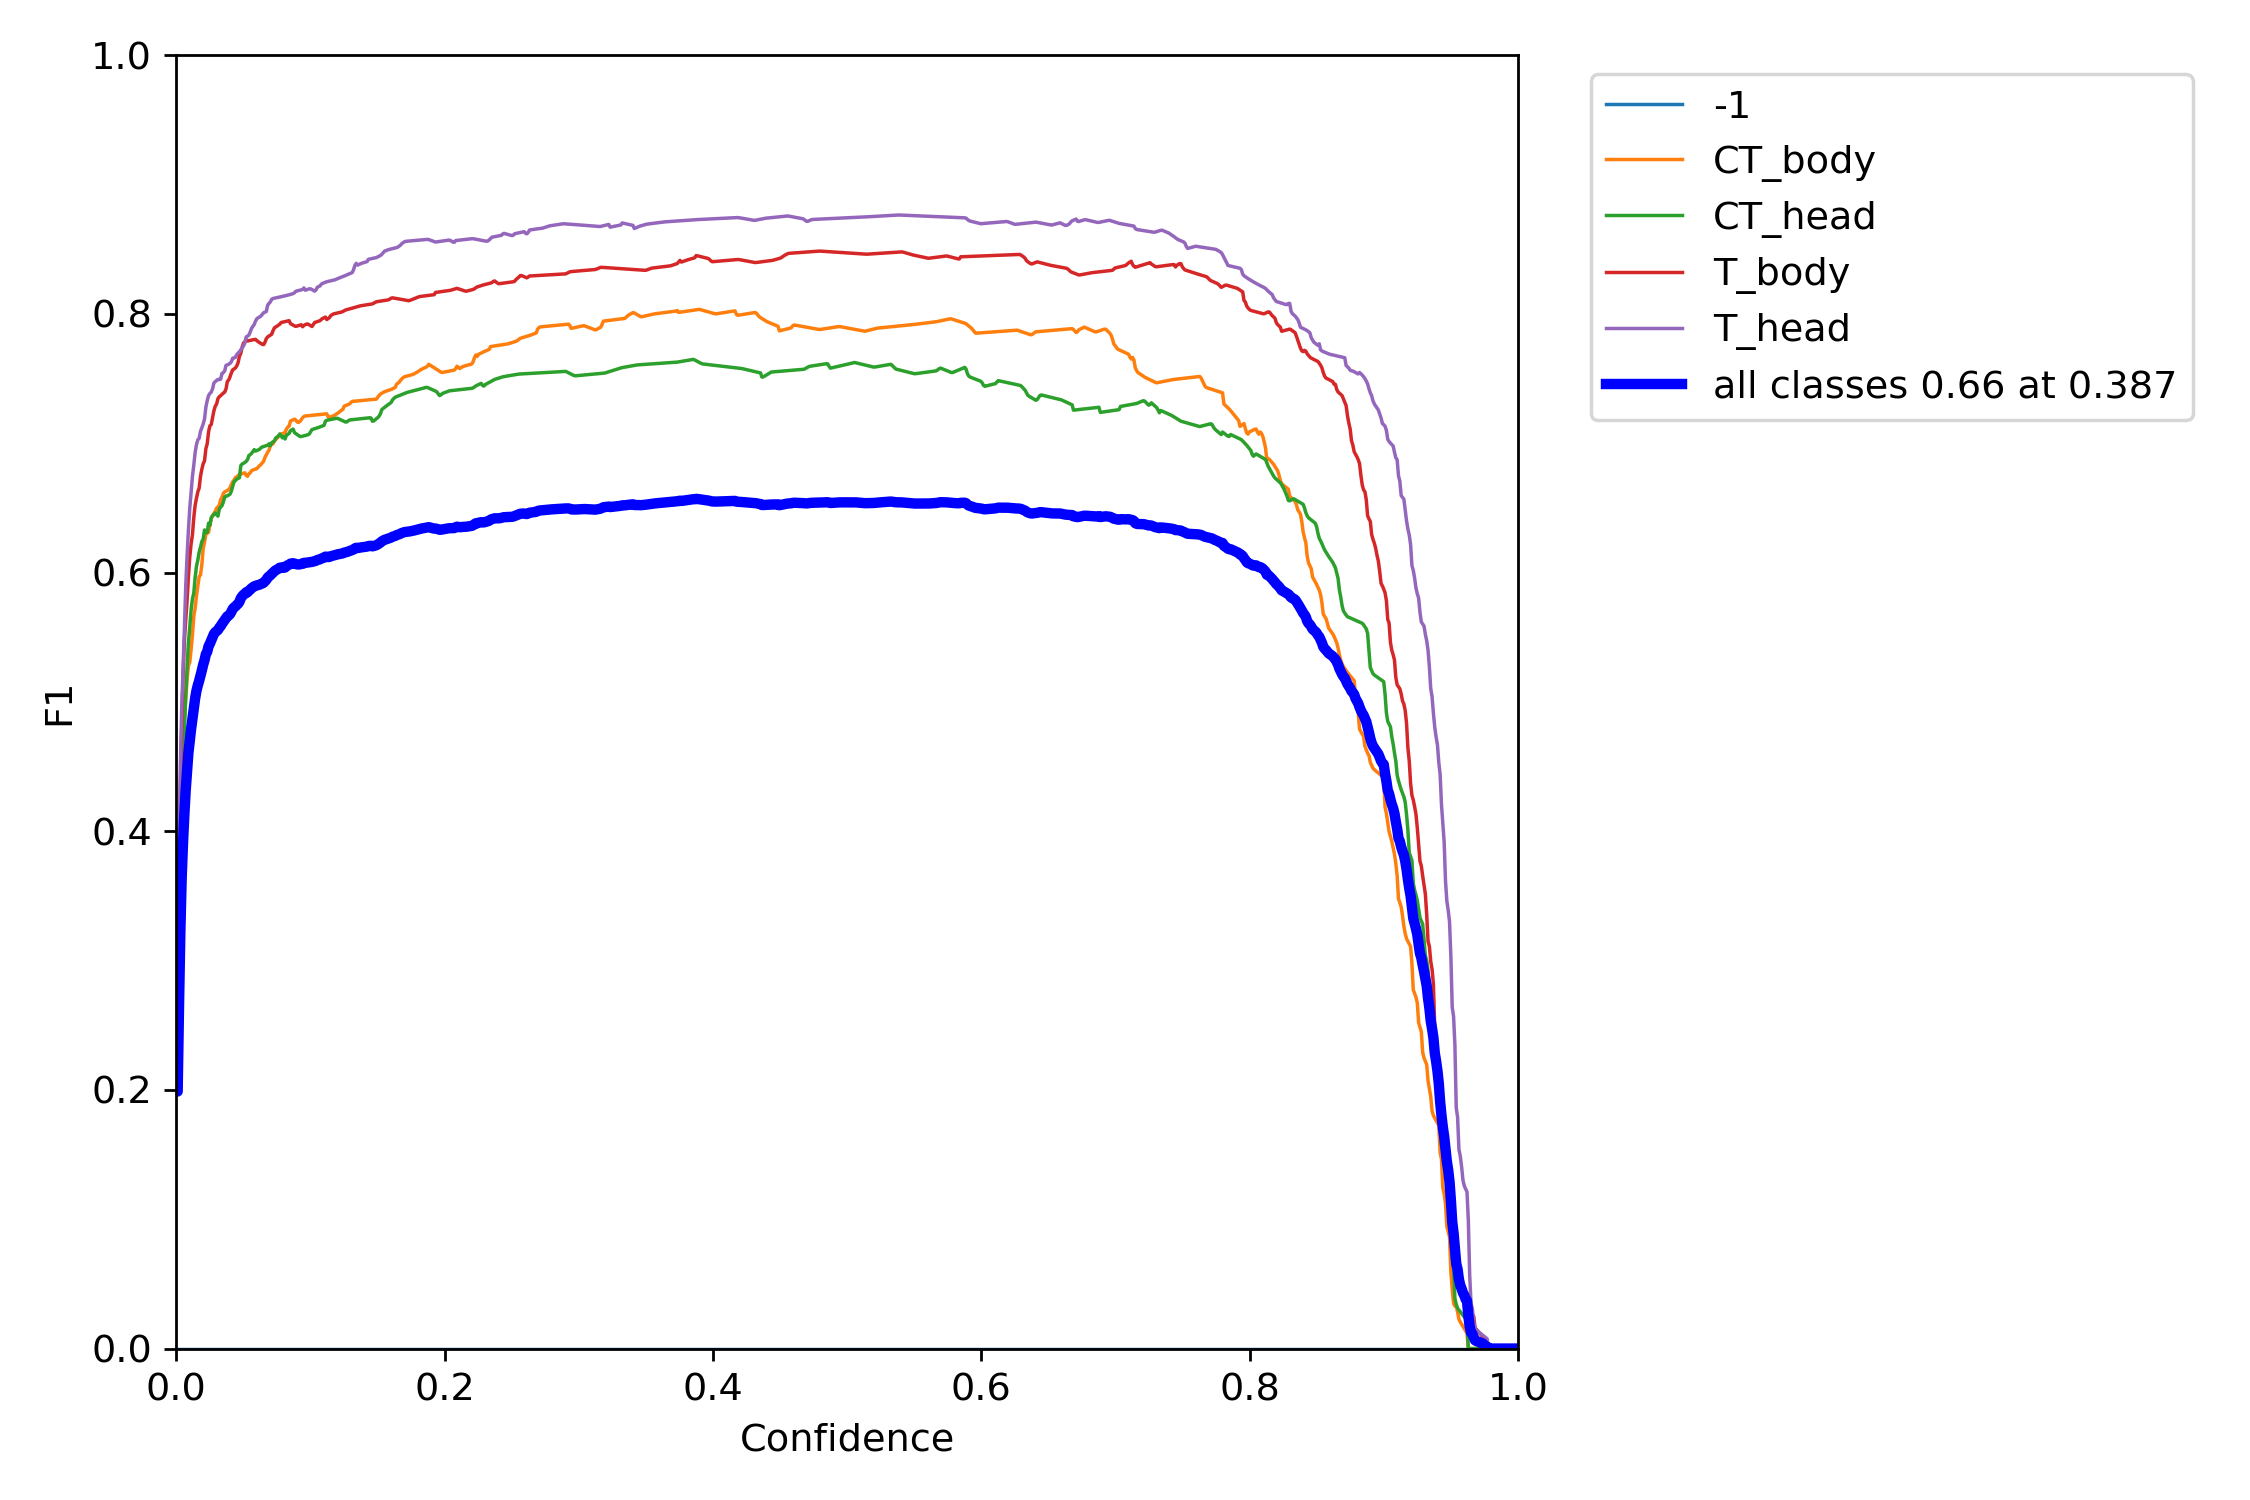 1.0
0.8
0.6
0.4
0.2
0.0
F1
0.0 0.2 0.4 0.6 0.8 1.0
Confidence
-1
CT_body
CT_head
T_body
T_head
all classes 0.66 at 0.387